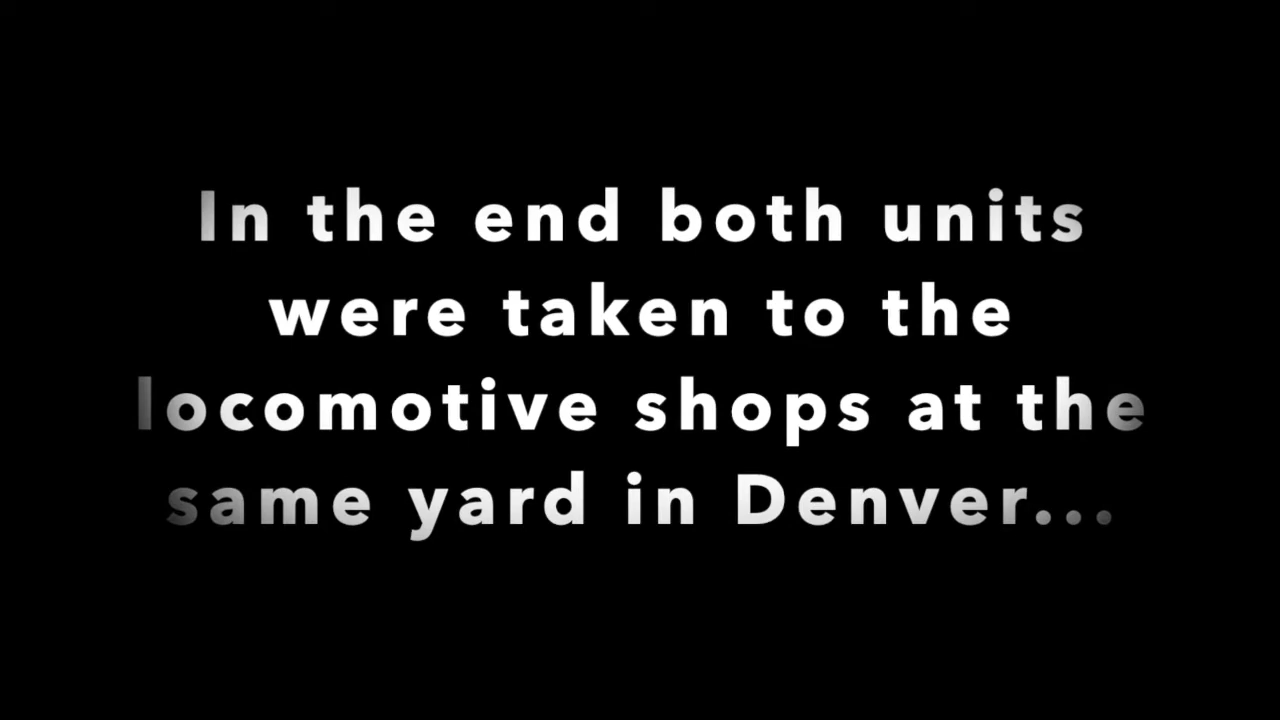 In the end both units
were taken to the
locomotive shops at the
same yard in Denver...